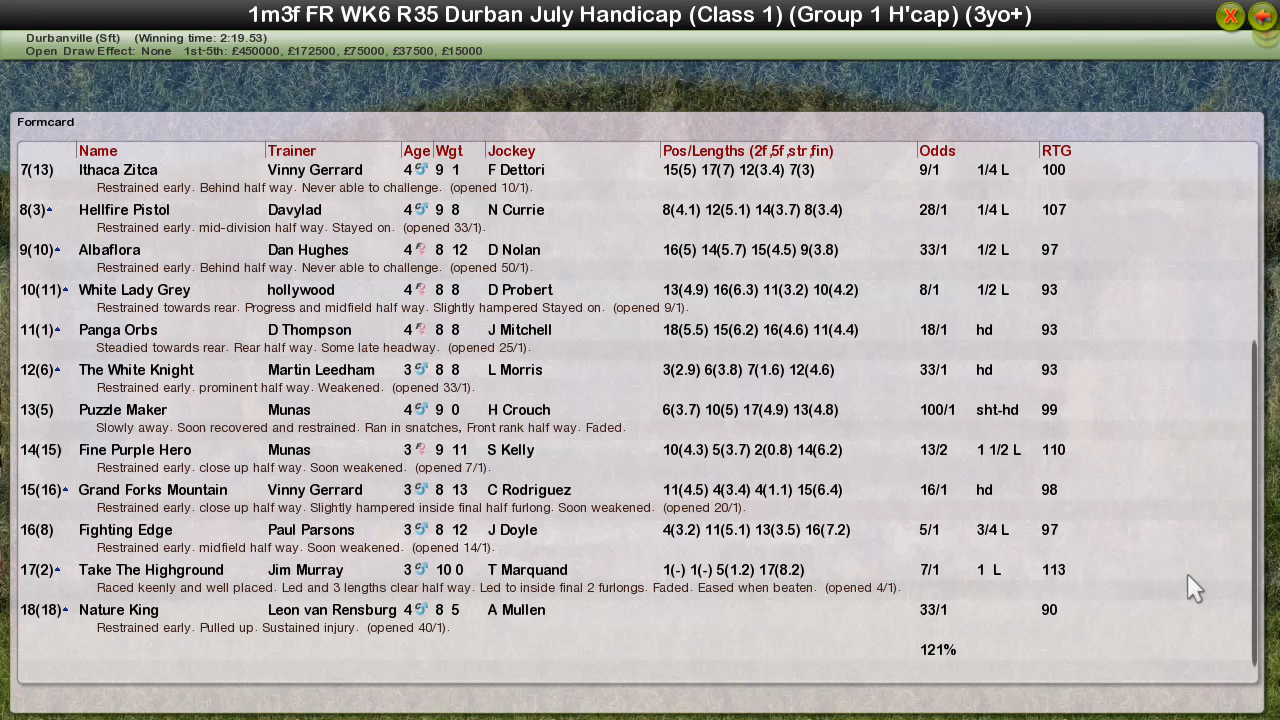 1m3f FR WK6 R35 Durban July Handicap (Class 1) (Group 1 H'cap) (3yo+)
Durbanville (Sft) (Winning time: 2:19.53)
Open Draw Effect: None 1st-5th: £450000, £172500, £75000, £37500, £15000
Formcard
Name Trainer Age Wgt Jockey Pos/Lengths (2f,5f,str,fin) Odds RTG
7(13) Ithaca Zitca Vinny Gerrard 4 9 1 F Dettori 15(5) 17(7) 12(3.4) 7(3) 9/1 1/4 L 100
Restrained early. Behind half way. Never able to challenge. (opened 10/1).
8(3) Hellfire Pistol Davylad 4 9 8 N Currie 8(4.1) 12(5.1) 14(3.7) 8(3.4) 28/1 1/4 L 107
Restrained early. mid-division half way. Stayed on. (opened 33/1).
9(10) Albaflora Dan Hughes 4 8 12 D Nolan 16(5) 14(5.7) 15(4.5) 9(3.8) 33/1 1/2 L 97
Restrained early. Behind half way. Never able to challenge. (opened 50/1).
10(11) White Lady Grey hollywood 4 8 8 D Probert 13(4.9) 16(6.3) 11(3.2) 10(4.2) 8/1 1/2 L 93
Restrained towards rear. Progress and midfield half way. Slightly hampered Stayed on. (opened 9/1).
11(1) Panga Orbs D Thompson 4 8 8 J Mitchell 18(5.5) 15(6.2) 16(4.6) 11(4.4) 18/1 hd 93
Steadied towards rear. Rear half way. Some late headway. (opened 25/1).
12(6) The White Knight Martin Leedham 3 8 8 L Morris 3(2.9) 6(3.8) 7(1.6) 12(4.6) 33/1 hd 93
Restrained early. prominent half way. Weakened. (opened 33/1).
13(5) Puzzle Maker Munas 4 9 0 H Crouch 6(3.7) 10(5) 17(4.9) 13(4.8) 100/1 sht-hd 99
Slowly away. Soon recovered and restrained. Ran in snatches, Front rank half way. Faded.
14(15) Fine Purple Hero Munas 3 9 11 S Kelly 10(4.3) 5(3.7) 2(0.8) 14(6.2) 13/2 1 1/2 L 110
Restrained early. close up half way. Soon weakened. (opened 7/1).
15(16) Grand Forks Mountain Vinny Gerrard 3 8 13 C Rodriguez 11(4.5) 4(3.4) 4(1.1) 15(6.4) 16/1 hd 98
Restrained early. close up half way. Slightly hampered inside final half furlong. Soon weakened. (opened 20/1).
16(8) Fighting Edge Paul Parsons 3 8 12 J Doyle 4(3.2) 11(5.1) 13(3.5) 16(7.2) 5/1 3/4 L 97
Restrained early. midfield half way. Soon weakened. (opened 14/1).
17(2) Take The Highground Jim Murray 3 10 0 T Marquand 1(-) 1(-) 5(1.2) 17(8.2) 7/1 1 L 113
Raced keenly and well placed. Led and 3 lengths clear half way. Led to inside final 2 furlongs. Faded. Eased when beaten. (opened 4/1).
18(18) Nature King Leon van Rensburg 4 8 5 A Mullen 33/1 90
Restrained early. Pulled up. Sustained injury. (opened 40/1).
121%